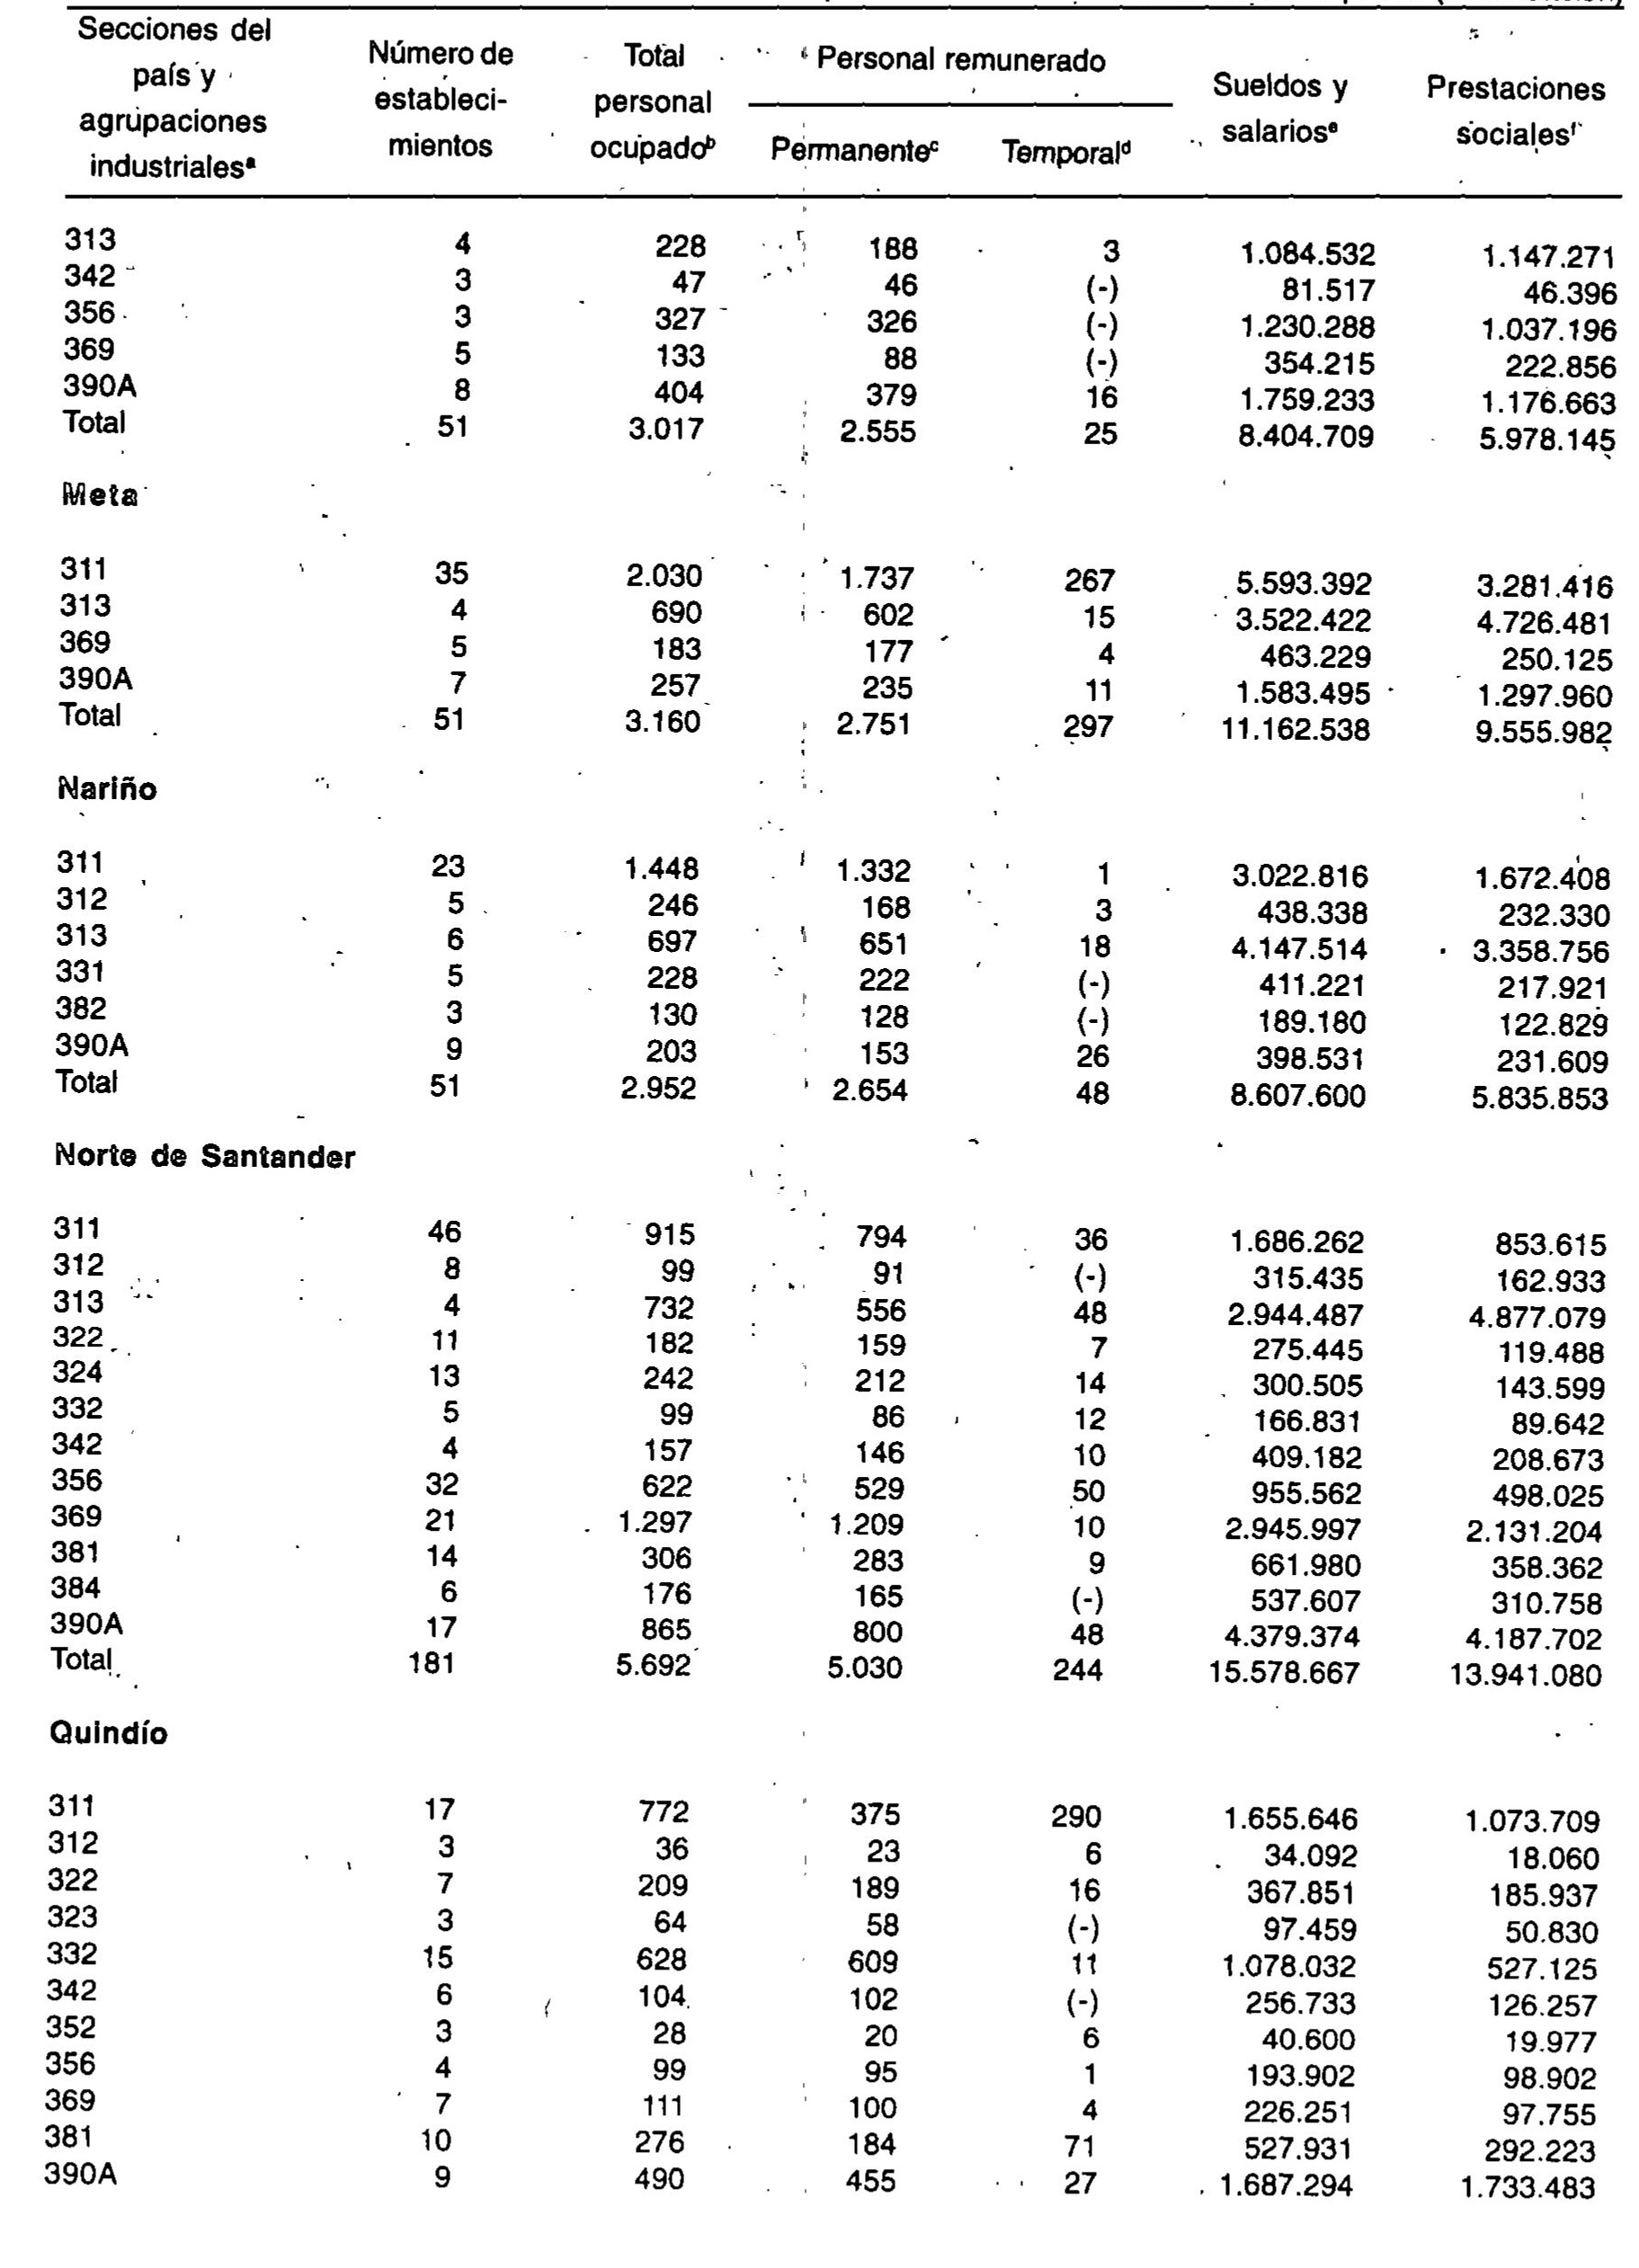 Secciones del país y agrupaciones industrialesª Número de estableci-mientos Total personal ocupadoᵇ Personal remunerado Permanenteᶜ Temporalᵈ Sueldos y salariosᵉ Prestaciones socialesᶠ
313 4 228 188 3 1.084.532 1.147.271
342 3 47 46 (-) 81.517 46.396
356 3 327 326 (-) 1.230.288 1.037.196
369 5 133 88 (-) 354.215 222.856
390A 8 404 379 16 1.759.233 1.176.663
Total 51 3.017 2.555 25 8.404.709 5.978.145
Meta
311 35 2.030 1.737 267 5.593.392 3.281.416
313 4 690 602 15 3.522.422 4.726.481
369 5 183 177 4 463.229 250.125
390A 7 257 235 11 1.583.495 1.297.960
Total 51 3.160 2.751 297 11.162.538 9.555.982
Nariño
311 23 1.448 1.332 1 3.022.816 1.672.408
312 5 246 168 3 438.338 232.330
313 6 697 651 18 4.147.514 3.358.756
331 5 228 222 (-) 411.221 217.921
382 3 130 128 (-) 189.180 122.829
390A 9 203 153 26 398.531 231.609
Total 51 2.952 2.654 48 8.607.600 5.835.853
Norte de Santander
311 46 915 794 36 1.686.262 853.615
312 8 99 91 (-) 315.435 162.933
313 4 732 556 48 2.944.487 4.877.079
322 11 182 159 7 275.445 119.488
324 13 242 212 14 300.505 143.599
332 5 99 86 12 166.831 89.642
342 4 157 146 10 409.182 208.673
356 32 622 529 50 955.562 498.025
369 21 1.297 1.209 10 2.945.997 2.131.204
381 14 306 283 9 661.980 358.362
384 6 176 165 (-) 537.607 310.758
390A 17 865 800 48 4.379.374 4.187.702
Total 181 5.692 5.030 244 15.578.667 13.941.080
Quindío
311 17 772 375 290 1.655.646 1.073.709
312 3 36 23 6 34.092 18.060
322 7 209 189 16 367.851 185.937
323 3 64 58 (-) 97.459 50.830
332 15 628 609 11 1.078.032 527.125
342 6 104 102 (-) 256.733 126.257
352 3 28 20 6 40.600 19.977
356 4 99 95 1 193.902 98.902
369 7 111 100 4 226.251 97.755
381 10 276 184 71 527.931 292.223
390A 9 490 455 27 1.687.294 1.733.483